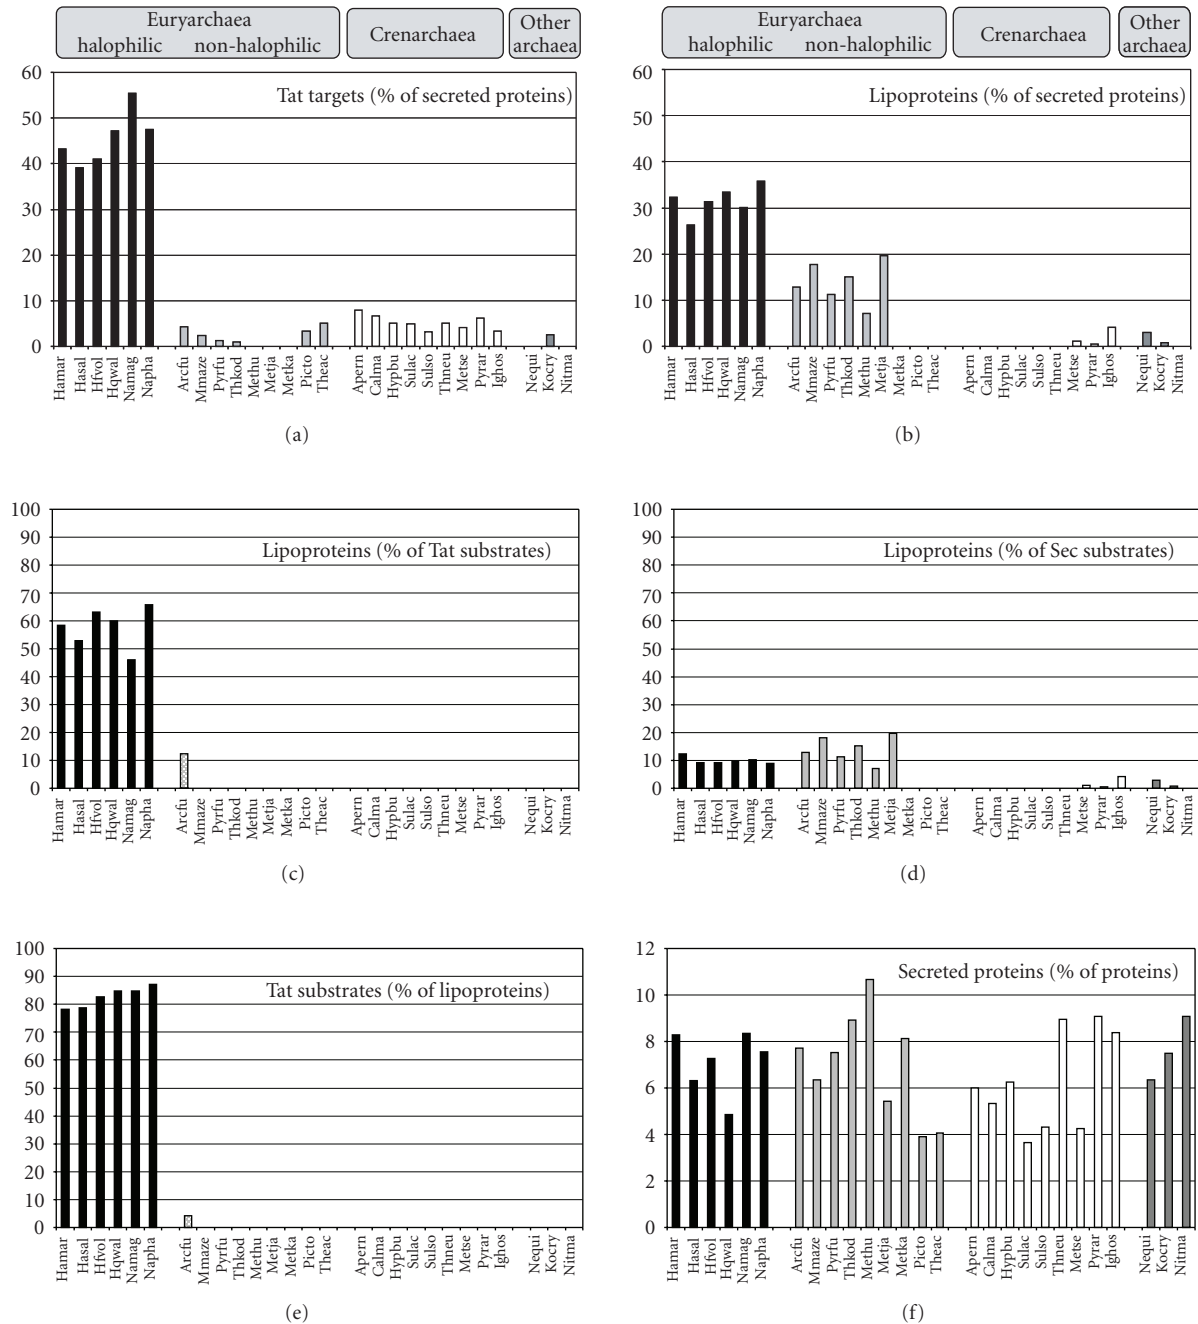 Euryarchaea
halophilic non-halophilic
Crenarchaea
Other
archaea
60
50
40
30
20
10
0
Tat targets (% of secreted proteins)
Hamar Hasal Hfvol Hqwal Namag Napha Arcfu Mmaze Pyrfu Thkod Methu Metja Metka Picto Theac Apern Calma Hypbu Sulac Sulso Thneu Metse Pyrar Ighos Nequi Kocry Nitma
(a)
Euryarchaea
halophilic non-halophilic
Crenarchaea
Other
archaea
60
50
40
30
20
10
0
Lipoproteins (% of secreted proteins)
Hamar Hasal Hfvol Hqwal Namag Napha Arcfu Mmaze Pyrfu Thkod Methu Metja Metka Picto Theac Apern Calma Hypbu Sulac Sulso Thneu Metse Pyrar Ighos Nequi Kocry Nitma
(b)
100
90
80
70
60
50
40
30
20
10
0
Lipoproteins (% of Tat substrates)
Hamar Hasal Hfvol Hqwal Namag Napha Arcfu Mmaze Pyrfu Thkod Methu Metja Metka Picto Theac Apern Calma Hypbu Sulac Sulso Thneu Metse Pyrar Ighos Nequi Kocry Nitma
(c)
100
90
80
70
60
50
40
30
20
10
0
Lipoproteins (% of Sec substrates)
Hamar Hasal Hfvol Hqwal Namag Napha Arcfu Mmaze Pyrfu Thkod Methu Metja Metka Picto Theac Apern Calma Hypbu Sulac Sulso Thneu Metse Pyrar Ighos Nequi Kocry Nitma
(d)
100
90
80
70
60
50
40
30
20
10
0
Tat substrates (% of lipoproteins)
Hamar Hasal Hfvol Hqwal Namag Napha Arcfu Mmaze Pyrfu Thkod Methu Metja Metka Picto Theac Apern Calma Hypbu Sulac Sulso Thneu Metse Pyrar Ighos Nequi Kocry Nitma
(e)
12
10
8
6
4
2
0
Secreted proteins (% of proteins)
Hamar Hasal Hfvol Hqwal Namag Napha Arcfu Mmaze Pyrfu Thkod Methu Metja Metka Picto Theac Apern Calma Hypbu Sulac Sulso Thneu Metse Pyrar Ighos Nequi Kocry Nitma
(f)